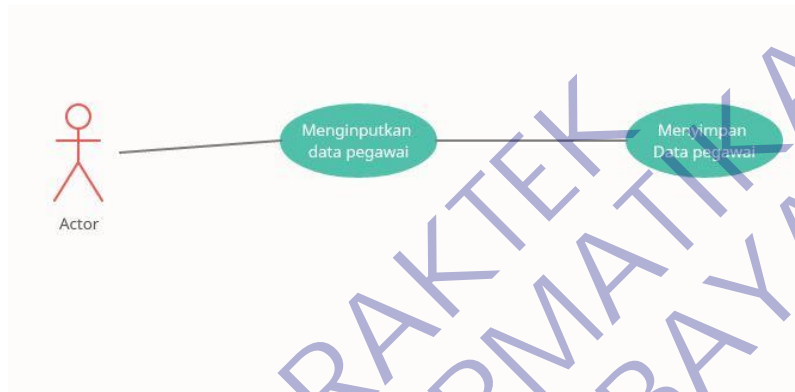 Menginputkan
data pegawai
Menyimpan
Data pegawai
Actor